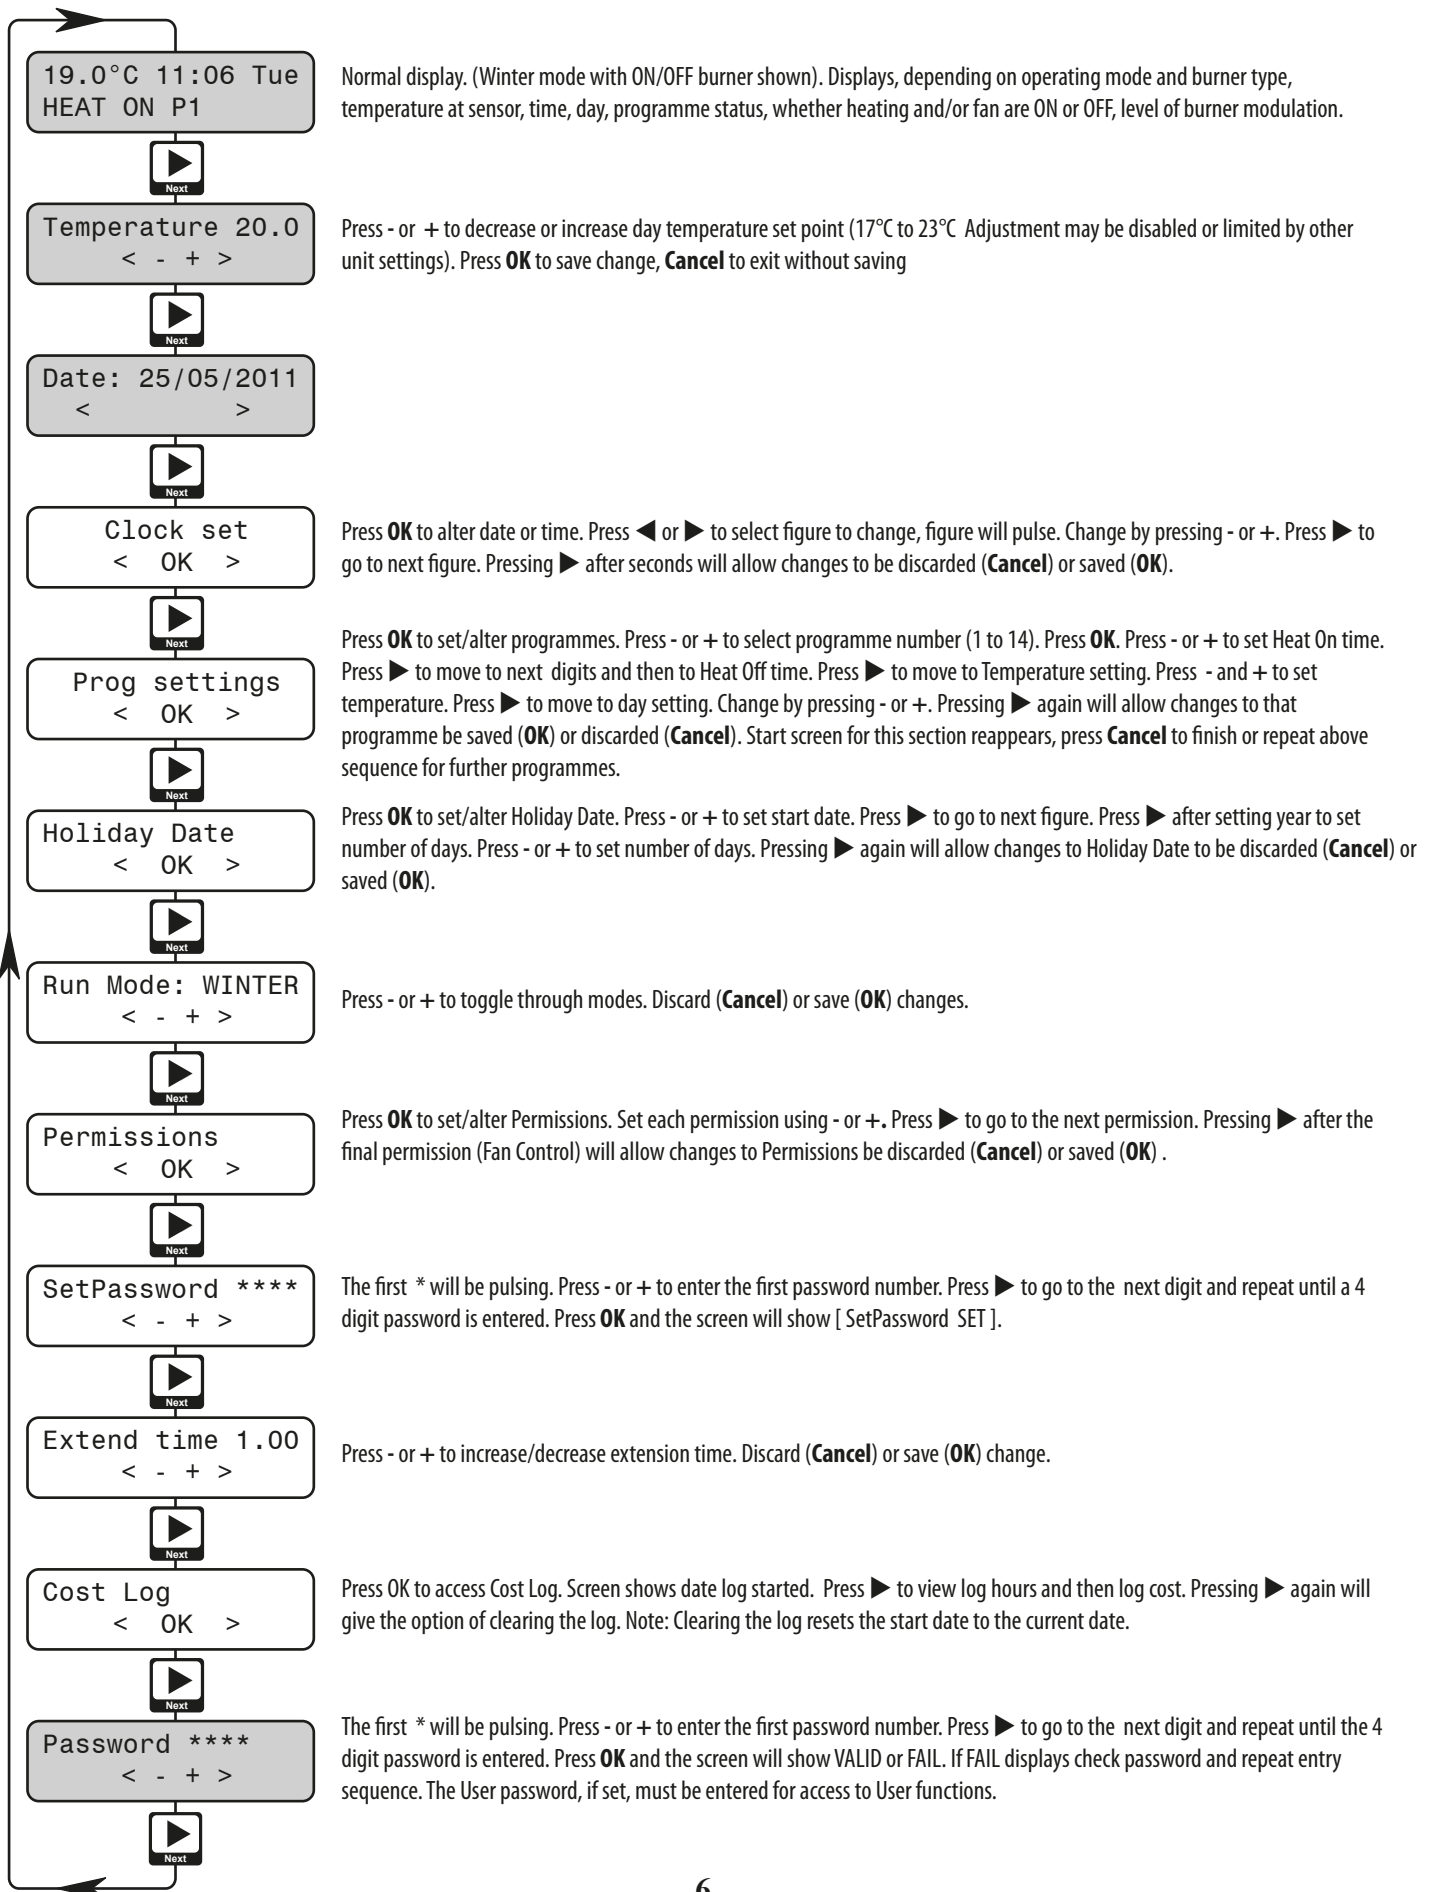 19.0°C 11:06 Tue
HEAT ON P1
Normal display. (Winter mode with ON/OFF burner shown). Displays, depending on operating mode and burner type,
temperature at sensor, time, day, programme status, whether heating and/or fan are ON or OFF, level of burner modulation.
Next
Temperature 20.0
< - + >
Press - or + to decrease or increase day temperature set point (17°C to 23°C Adjustment may be disabled or limited by other
unit settings). Press OK to save change, Cancel to exit without saving
Next
Date: 25/05/2011
< >
Next
Clock set
< OK >
Press OK to alter date or time. Press ◀ or ▶ to select figure to change, figure will pulse. Change by pressing - or +. Press ▶ to
go to next figure. Pressing ▶ after seconds will allow changes to be discarded (Cancel) or saved (OK).
Next
Prog settings
< OK >
Press OK to set/alter programmes. Press - or + to select programme number (1 to 14). Press OK. Press - or + to set Heat On time.
Press ▶ to move to next digits and then to Heat Off time. Press ▶ to move to Temperature setting. Press - and + to set
temperature. Press ▶ to move to day setting. Change by pressing - or +. Pressing ▶ again will allow changes to that
programme be saved (OK) or discarded (Cancel). Start screen for this section reappears, press Cancel to finish or repeat above
sequence for further programmes.
Next
Holiday Date
< OK >
Press OK to set/alter Holiday Date. Press - or + to set start date. Press ▶ to go to next figure. Press ▶ after setting year to set
number of days. Press - or + to set number of days. Pressing ▶ again will allow changes to Holiday Date to be discarded (Cancel) or
saved (OK).
Next
Run Mode: WINTER
< - + >
Press - or + to toggle through modes. Discard (Cancel) or save (OK) changes.
Next
Permissions
< OK >
Press OK to set/alter Permissions. Set each permission using - or +. Press ▶ to go to the next permission. Pressing ▶ after the
final permission (Fan Control) will allow changes to Permissions be discarded (Cancel) or saved (OK) .
Next
SetPassword ****
< - + >
The first * will be pulsing. Press - or + to enter the first password number. Press ▶ to go to the next digit and repeat until a 4
digit password is entered. Press OK and the screen will show [ SetPassword SET ].
Next
Extend time 1.00
< - + >
Press - or + to increase/decrease extension time. Discard (Cancel) or save (OK) change.
Next
Cost Log
< OK >
Press OK to access Cost Log. Screen shows date log started. Press ▶ to view log hours and then log cost. Pressing ▶ again will
give the option of clearing the log. Note: Clearing the log resets the start date to the current date.
Next
Password ****
< - + >
The first * will be pulsing. Press - or + to enter the first password number. Press ▶ to go to the next digit and repeat until the 4
digit password is entered. Press OK and the screen will show VALID or FAIL. If FAIL displays check password and repeat entry
sequence. The User password, if set, must be entered for access to User functions.
Next
6